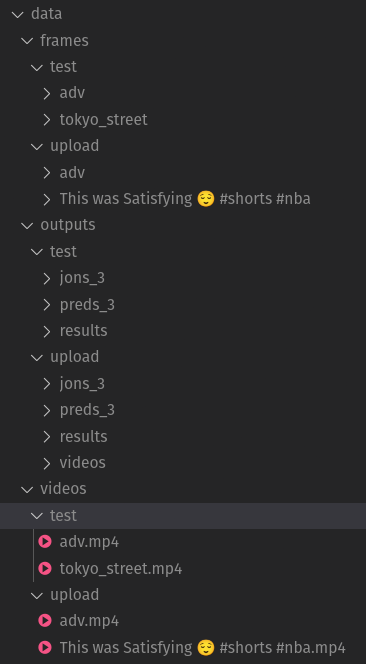 data
frames
test
adv
tokyo_street
upload
adv
This was Satisfying 😌 #shorts #nba
outputs
test
jons_3
preds_3
results
upload
jons_3
preds_3
results
videos
videos
test
adv.mp4
tokyo_street.mp4
upload
adv.mp4
This was Satisfying 😌 #shorts #nba.mp4